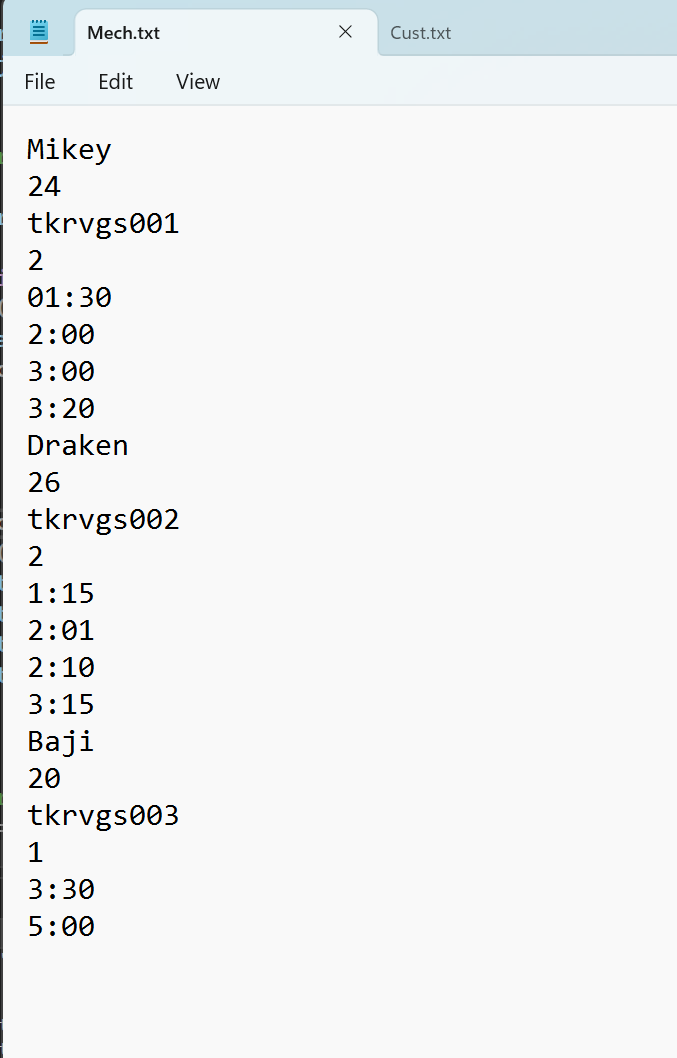 Mech.txt
Cust.txt
File Edit View
Mikey
24
tkrvgs001
2
01:30
2:00
3:00
3:20
Draken
26
tkrvgs002
2
1:15
2:01
2:10
3:15
Baji
20
tkrvgs003
1
3:30
5:00